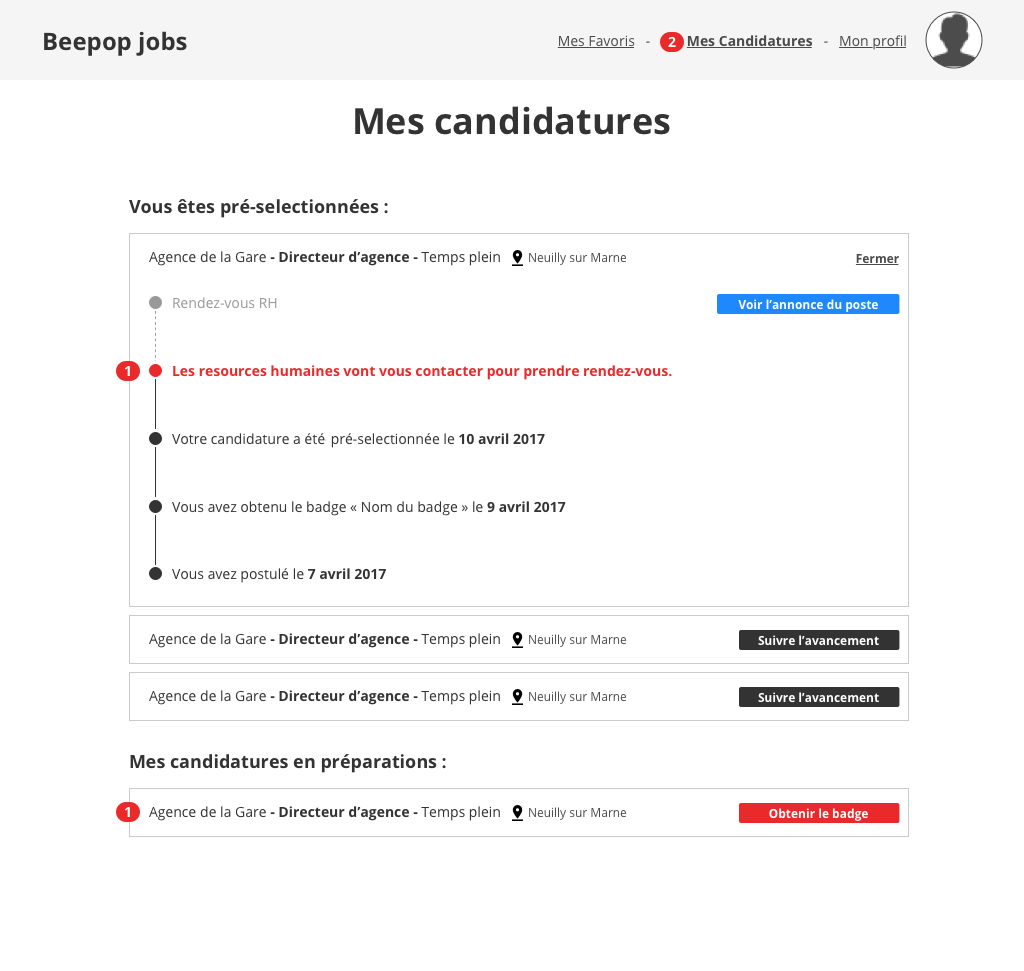 Beepop jobs
Mes Favoris - 2 Mes Candidatures - Mon profil
Mes candidatures
Vous êtes pré-selectionnées :
Agence de la Gare - Directeur d’agence - Temps plein Neuilly sur Marne Fermer
Rendez-vous RH Voir l’annonce du poste
1 Les resources humaines vont vous contacter pour prendre rendez-vous.
Votre candidature a été pré-selectionnée le 10 avril 2017
Vous avez obtenu le badge « Nom du badge » le 9 avril 2017
Vous avez postulé le 7 avril 2017
Agence de la Gare - Directeur d’agence - Temps plein Neuilly sur Marne Suivre l’avancement
Agence de la Gare - Directeur d’agence - Temps plein Neuilly sur Marne Suivre l’avancement
Mes candidatures en préparations :
1 Agence de la Gare - Directeur d’agence - Temps plein Neuilly sur Marne Obtenir le badge